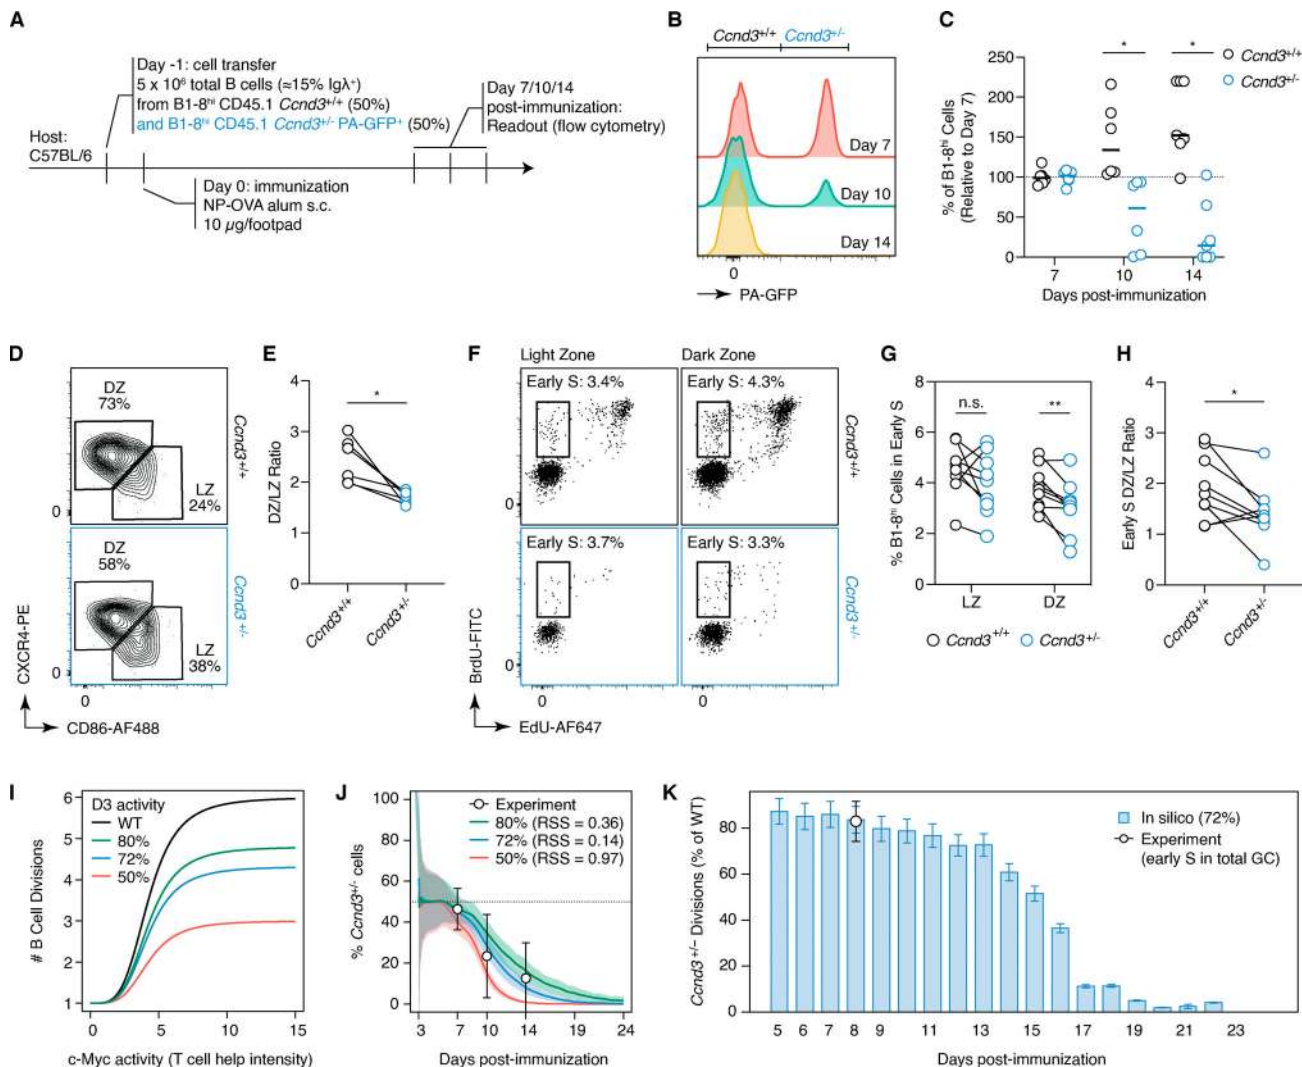 A
Day -1: cell transfer
5 x 10⁶ total B cells (≈15% Igλ⁺)
from B1-8ʰⁱ CD45.1 Ccnd3⁺/⁺ (50%)
and B1-8ʰⁱ CD45.1 Ccnd3⁺/⁻ PA-GFP⁺ (50%)
Day 7/10/14
post-immunization:
Readout (flow cytometry)
Host:
C57BL/6
Day 0: immunization
NP-OVA alum s.c.
10 µg/footpad
B
Ccnd3⁺/⁺ Ccnd3⁺/⁻
Day 7
Day 10
Day 14
0
PA-GFP
C
% of B1-8ʰⁱ Cells
(Relative to Day 7)
250
200
150
100
50
0
* *
Ccnd3⁺/⁺
Ccnd3⁺/⁻
7 10 14
Days post-immunization
D
DZ
73%
LZ
24%
0
Ccnd3⁺/⁺
DZ
58%
LZ
38%
0
Ccnd3⁺/⁻
0
CXCR4-PE
CD86-AF488
E
DZ/LZ Ratio
4
3
2
1
0
*
Ccnd3⁺/⁺ Ccnd3⁺/⁻
F
Light Zone Dark Zone
Early S: 3.4% Early S: 4.3%
0
Ccnd3⁺/⁺
Early S: 3.7% Early S: 3.3%
0
Ccnd3⁺/⁻
0 0
BrdU-FITC
EdU-AF647
G
% B1-8ʰⁱ Cells in Early S
8
6
4
2
0
n.s. **
LZ DZ
Ccnd3⁺/⁺ Ccnd3⁺/⁻
H
Early S DZ/LZ Ratio
4
3
2
1
0
*
Ccnd3⁺/⁺ Ccnd3⁺/⁻
I
# B Cell Divisions
6
5
4
3
2
1
D3 activity
WT
80%
72%
50%
0 5 10 15
c-Myc activity (T cell help intensity)
J
% Ccnd3⁺/⁻ cells
100
80
60
40
20
0
Experiment
80% (RSS = 0.36)
72% (RSS = 0.14)
50% (RSS = 0.97)
3 7 10 14 19 24
Days post-immunization
K
Ccnd3⁺/⁻ Divisions (% of WT)
80
60
40
20
0
In silico (72%)
Experiment
(early S in total GC)
5 6 7 8 9 11 13 15 17 19 21 23
Days post-immunization